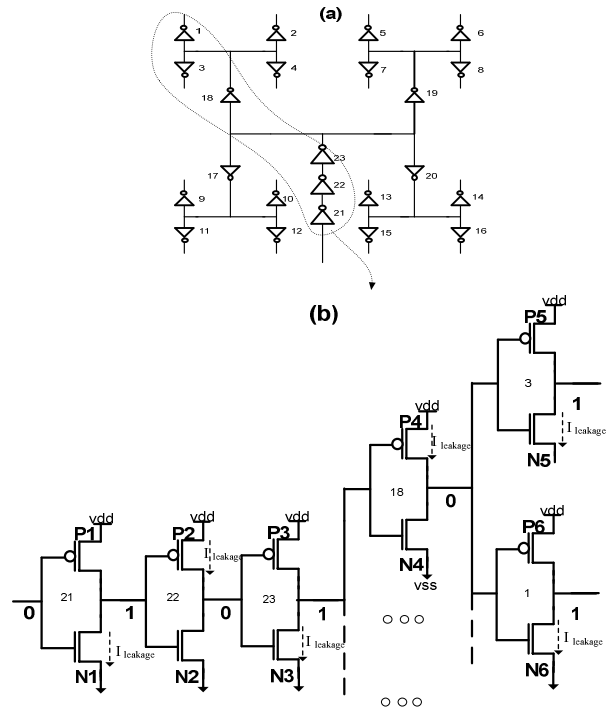 (a)
1 2 5 6
3 4 7 8
18 19
23
17 22 20
9 10 21 13 14
11 12 15 16
(b)
vdd
P5
3
1
I leakage
N5
vdd
P4
I leakage
18
0
N4
vss
vdd
P6
1
1
I leakage
N6
vdd vdd vdd
P1 P2 P3
I leakage
21 22 23
0 1 0 1
I leakage I leakage
N1 N2 N3